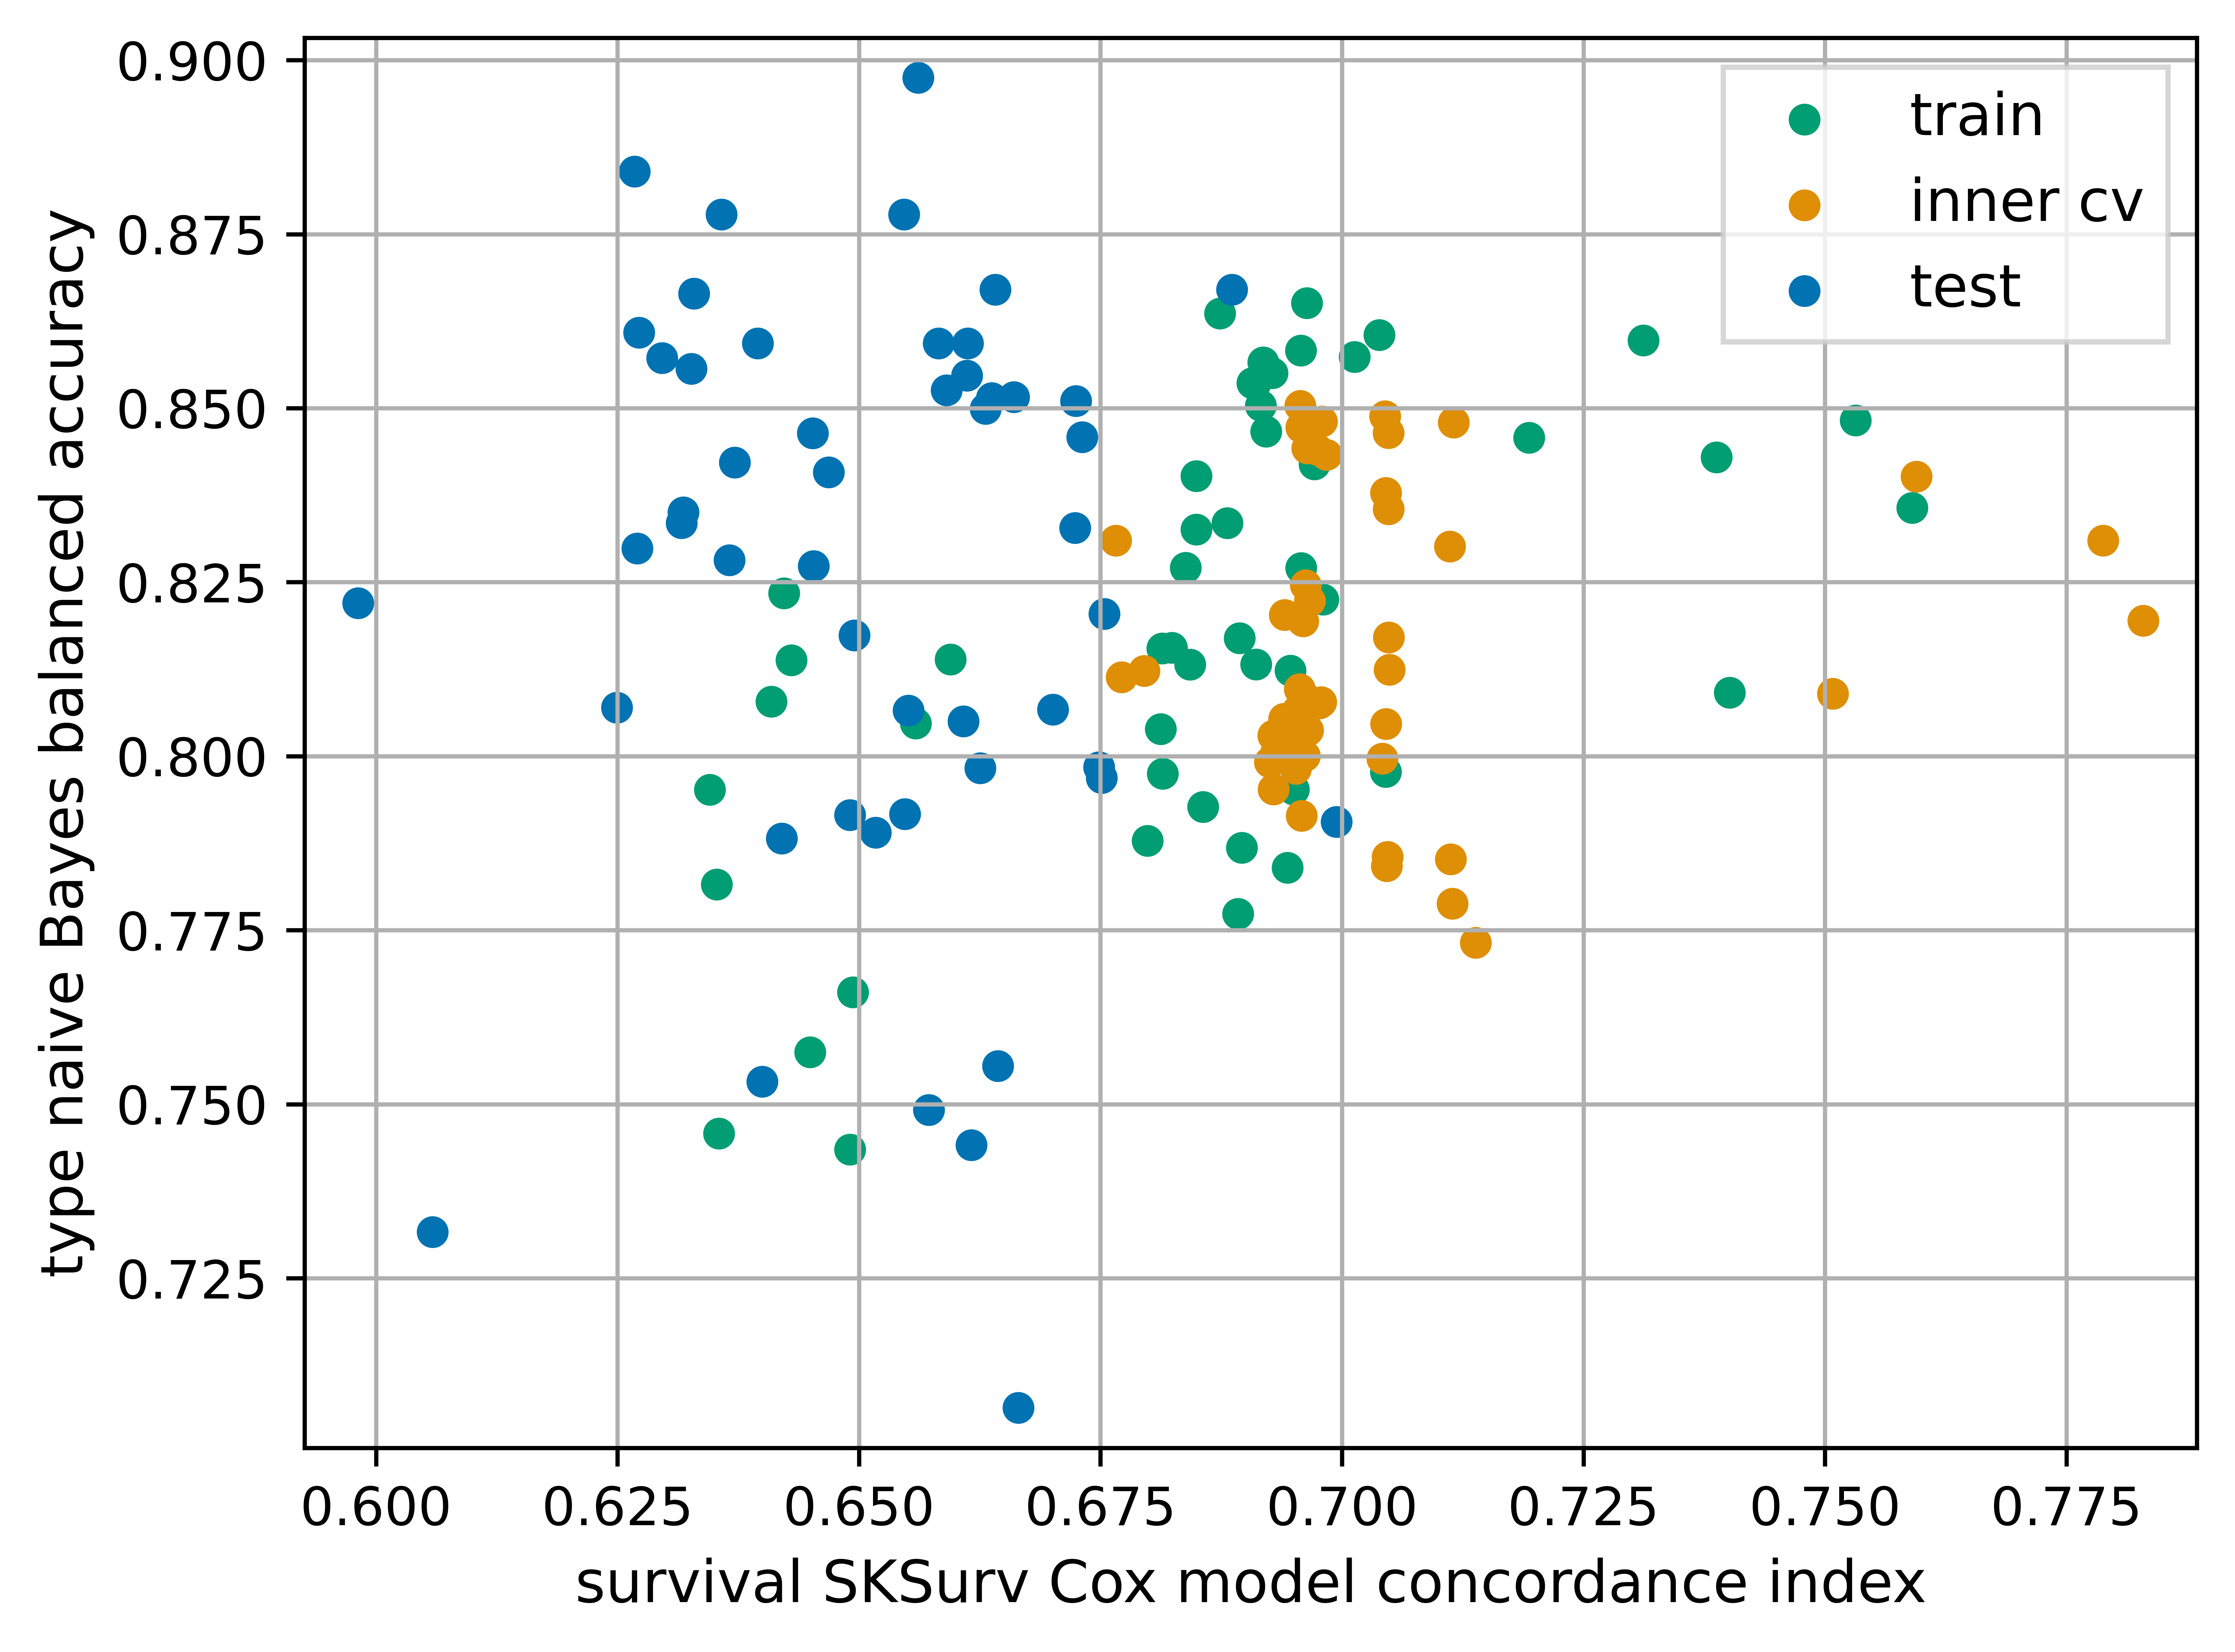 0.900
0.875
0.850
0.825
0.800
0.775
0.750
0.725
type naive Bayes balanced accuracy
train
inner cv
test
0.600 0.625 0.650 0.675 0.700 0.725 0.750 0.775
survival SKSurv Cox model concordance index